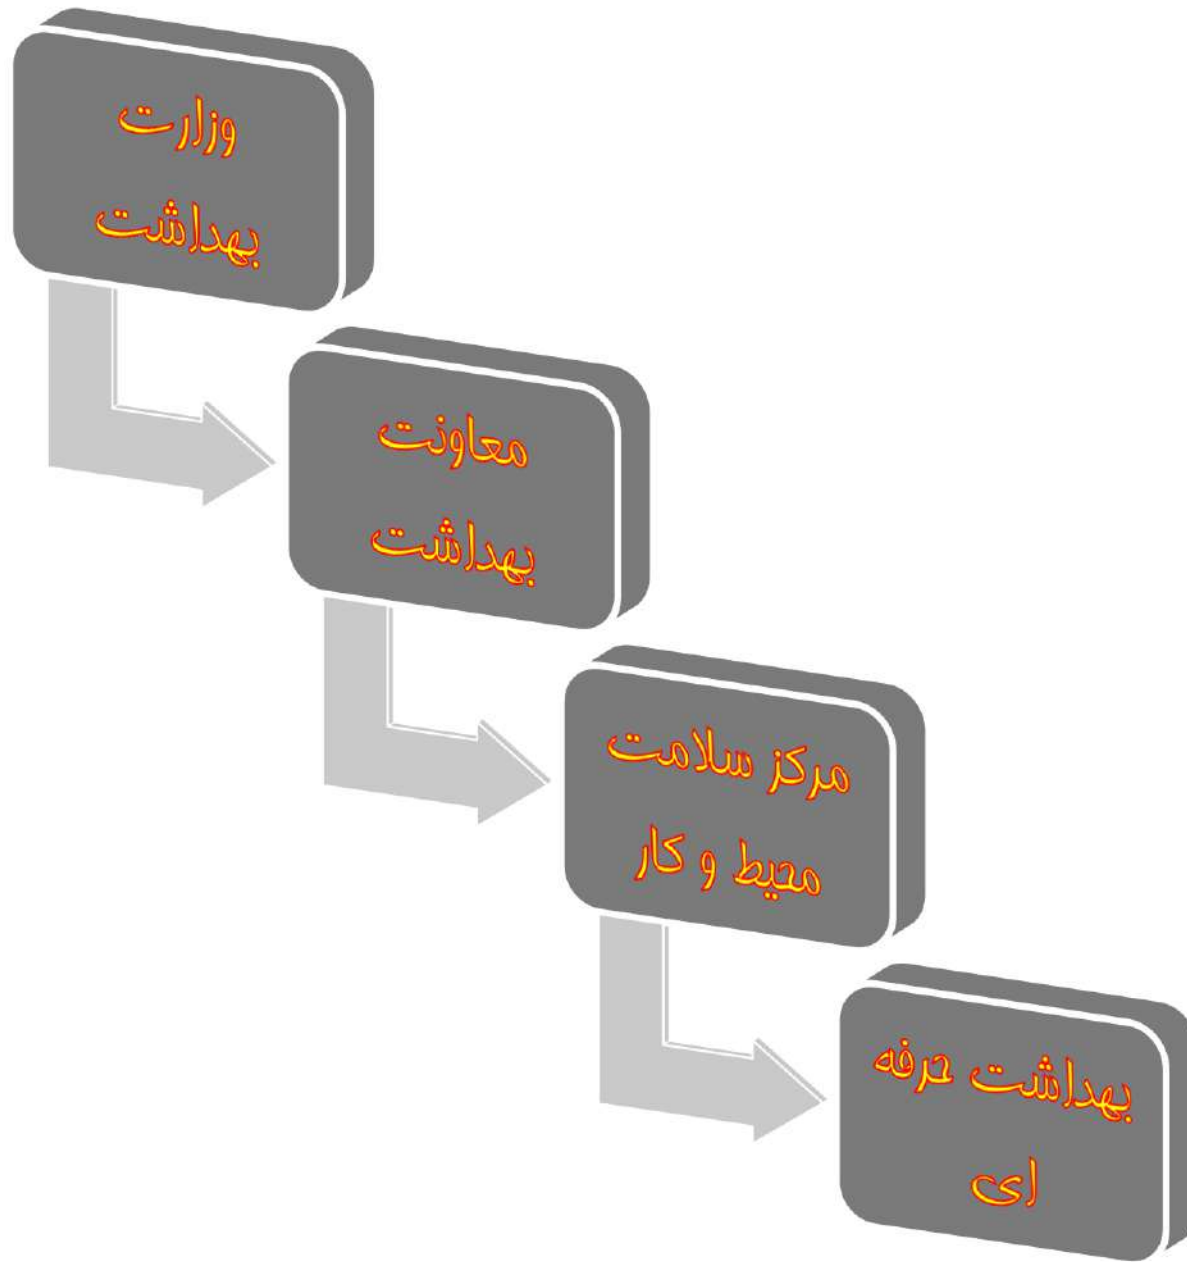 وزارت
بهداشت
معاونت
بهداشت
مرکز سلامت
محیط و کار
بهداشت حرفه
ای